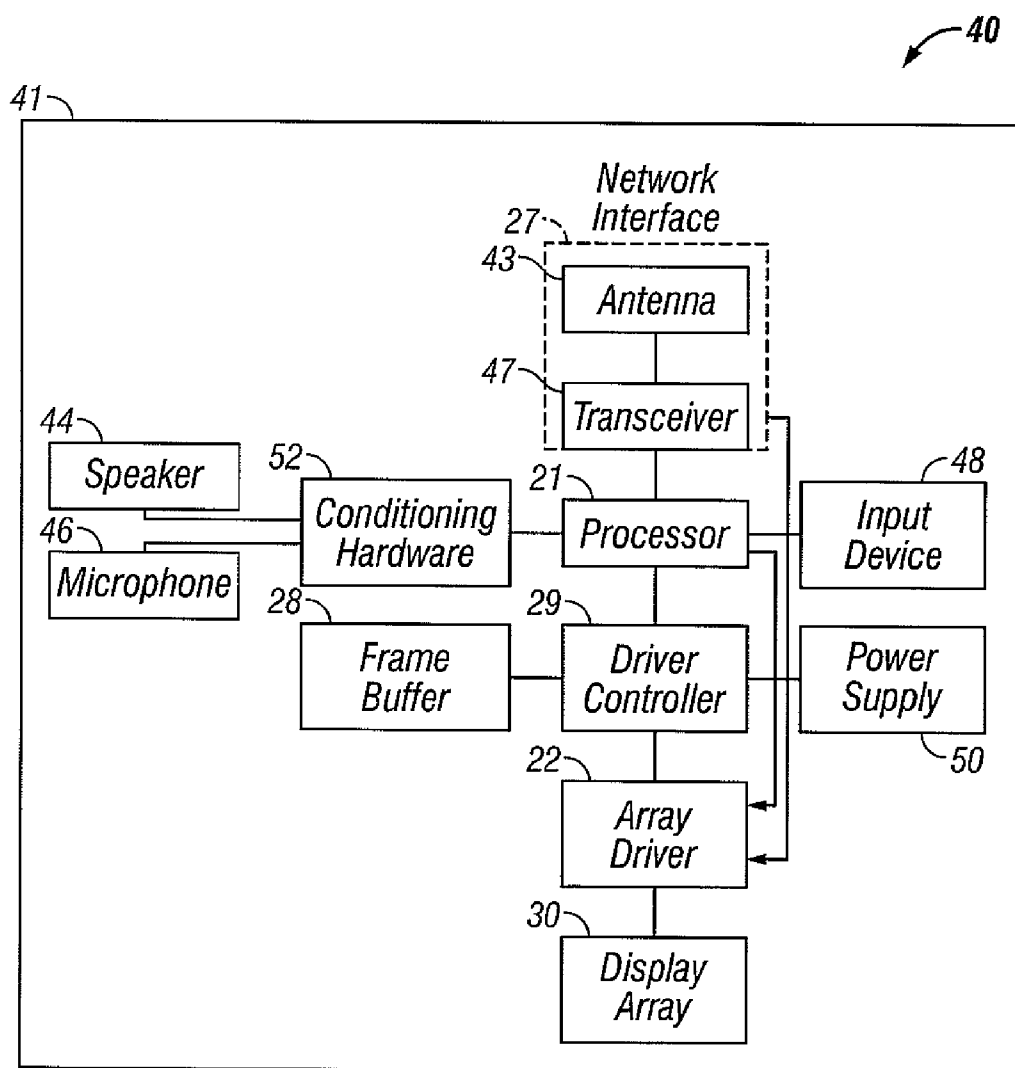 40
41
Network
Interface
27
43
Antenna
47
Transceiver
44
Speaker
52
Conditioning
Hardware
21
Processor
48
Input
Device
46
Microphone
28
Frame
Buffer
29
Driver
Controller
Power
Supply
50
22
Array
Driver
30
Display
Array